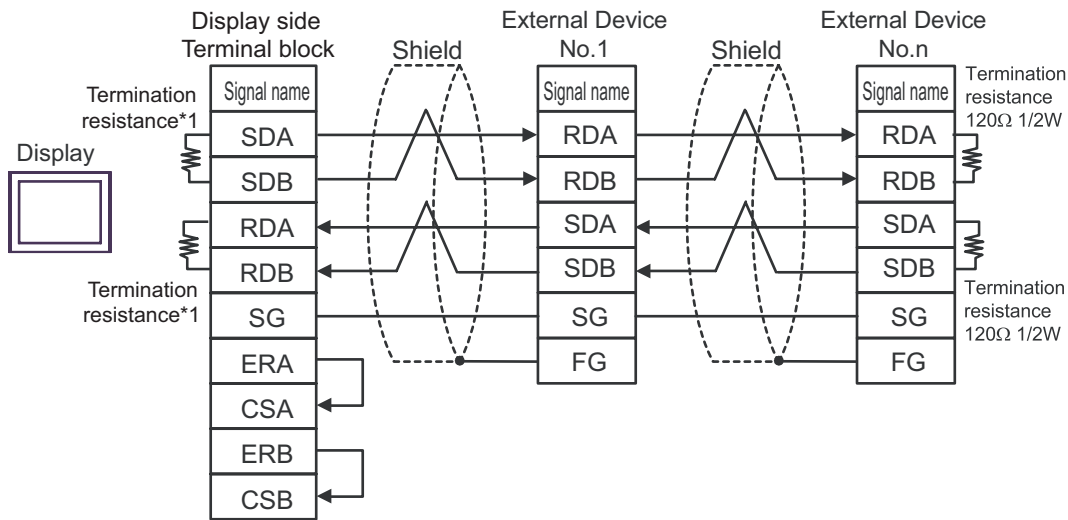 Display side
Terminal block
Shield
External Device
No.1
Shield
External Device
No.n
Display
Termination
resistance*1
Termination
resistance*1
Signal name
SDA
SDB
RDA
RDB
SG
ERA
CSA
ERB
CSB
Signal name
RDA
RDB
SDA
SDB
SG
FG
Signal name
RDA
RDB
SDA
SDB
SG
FG
Termination
resistance
120Ω 1/2W
Termination
resistance
120Ω 1/2W